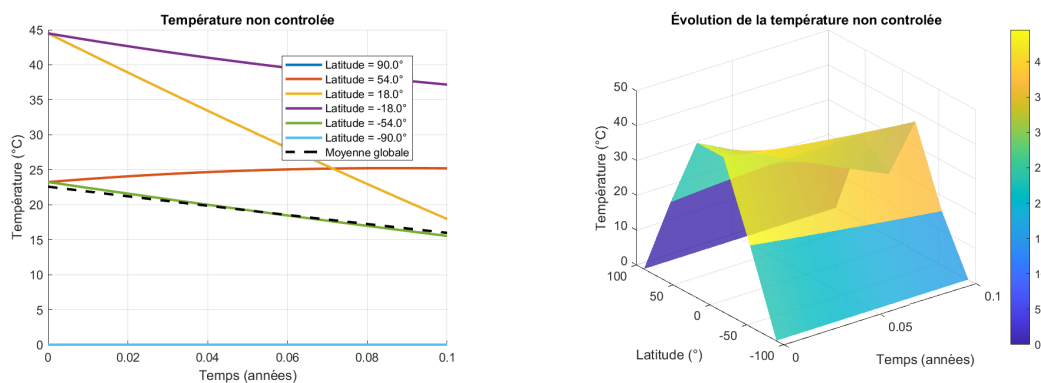 Température non controlée
45
40
35
30
25
20
15
10
5
0
Température (°C)
0
0.02
0.04
0.06
0.08
0.1
Temps (années)
Latitude = 90.0°
Latitude = 54.0°
Latitude = 18.0°
Latitude = -18.0°
Latitude = -54.0°
Latitude = -90.0°
Moyenne globale
Évolution de la température non controlée
50
40
30
20
10
0
Température (°C)
100
50
0
-50
-100
Latitude (°)
0
0.05
0.1
Temps (années)
4
3
3
2
2
1
1
5
0